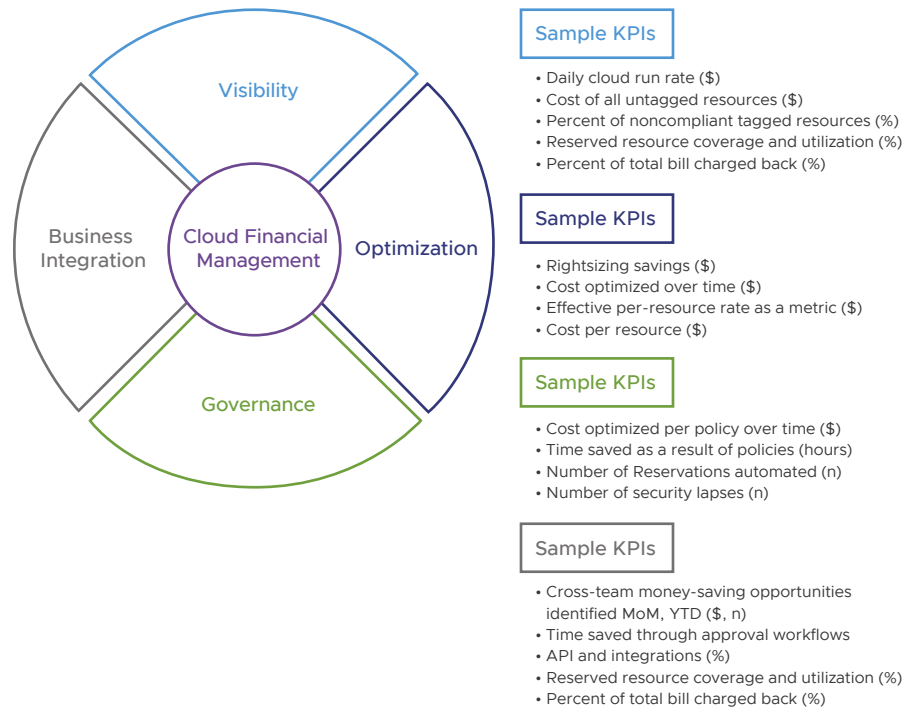 Visibility
Business
Integration
Cloud Financial
Management
Optimization
Governance
Sample KPIs
• Daily cloud run rate ($)
• Cost of all untagged resources ($)
• Percent of noncompliant tagged resources (%)
• Reserved resource coverage and utilization (%)
• Percent of total bill charged back (%)
Sample KPIs
• Rightsizing savings ($)
• Cost optimized over time ($)
• Effective per-resource rate as a metric ($)
• Cost per resource ($)
Sample KPIs
• Cost optimized per policy over time ($)
• Time saved as a result of policies (hours)
• Number of Reservations automated (n)
• Number of security lapses (n)
Sample KPIs
• Cross-team money-saving opportunities
identified MoM, YTD ($, n)
• Time saved through approval workflows
• API and integrations (%)
• Reserved resource coverage and utilization (%)
• Percent of total bill charged back (%)